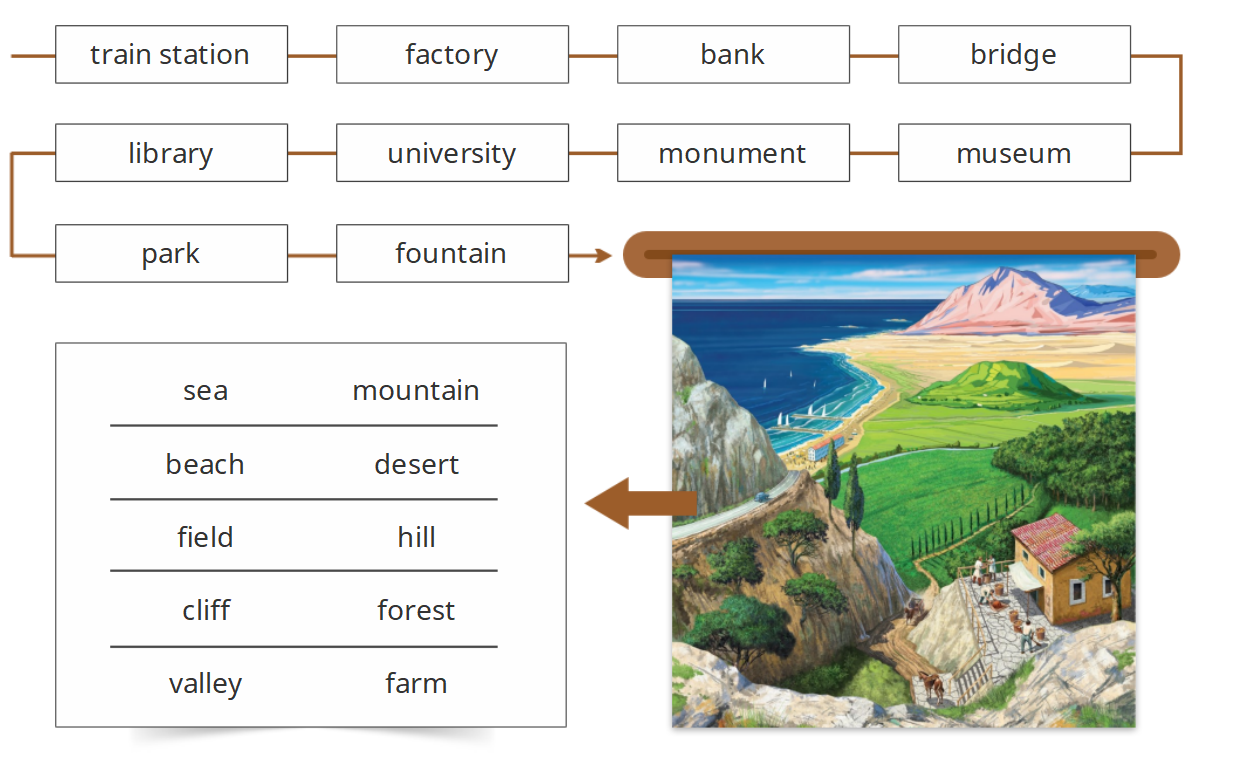 train station factory bank bridge
library university monument museum
park fountain
sea mountain
beach desert
field hill
cliff forest
valley farm